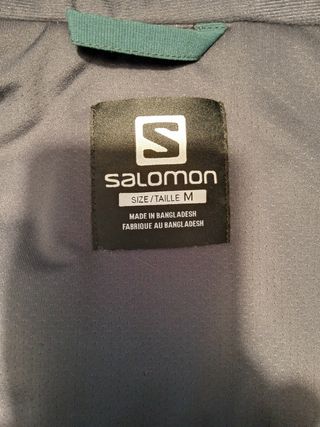 S
salomon
SIZE/TAILLE M
MADE IN BANGLADESH
FABRIQUE AU BANGLADESH